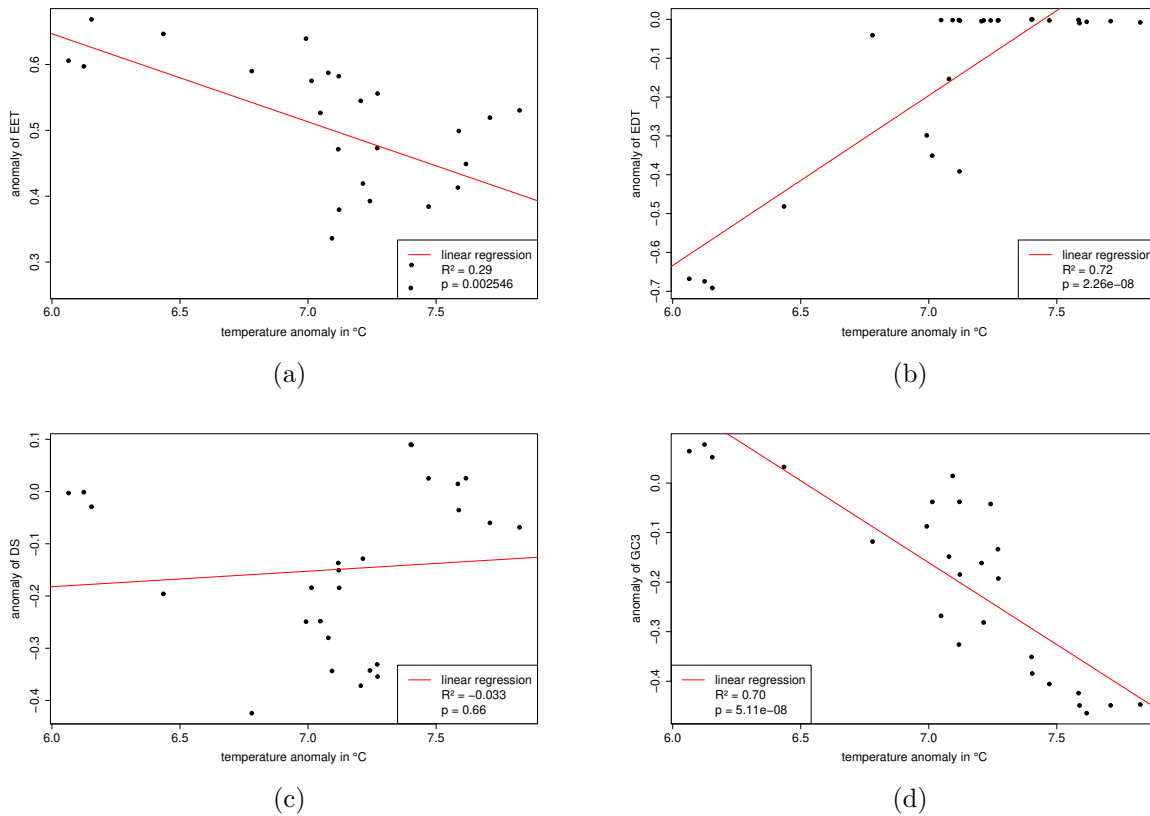 anomaly of EET
0.6
0.5
0.4
0.3
linear regression
R² = 0.29
p = 0.002546
6.0 6.5 7.0 7.5
temperature anomaly in °C
(a)
anomaly of EDT
0.0
−0.1
−0.2
−0.3
−0.4
−0.5
−0.6
−0.7
linear regression
R² = 0.72
p = 2.26e−08
6.0 6.5 7.0 7.5
temperature anomaly in °C
(b)
anomaly of DS
0.1
0.0
−0.1
−0.2
−0.3
−0.4
linear regression
R² = −0.033
p = 0.66
6.0 6.5 7.0 7.5
temperature anomaly in °C
(c)
anomaly of GC3
0.0
−0.1
−0.2
−0.3
−0.4
linear regression
R² = 0.70
p = 5.11e−08
6.0 6.5 7.0 7.5
temperature anomaly in °C
(d)